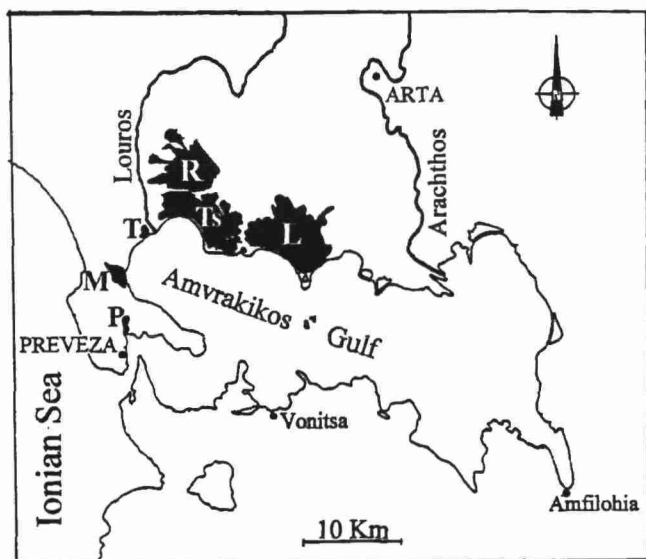 ARTA
Louros
Arachthos
R
Ts
T
L
M
Amvrakikos Gulf
P
PREVEZA
Ionian Sea
Vonitsa
Amfilohia
10 Km